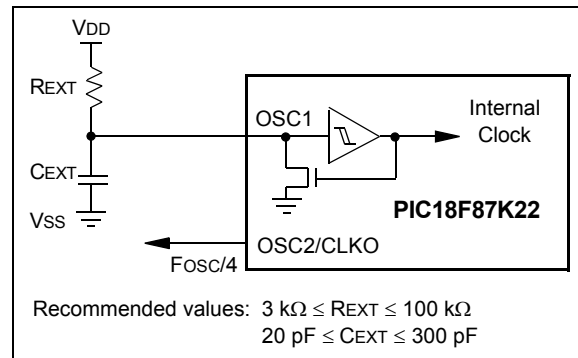 VDD
REXT
OSC1
Internal
Clock
CEXT
PIC18F87K22
VSS
OSC2/CLKO
FOSC/4
Recommended values: 3 kΩ ≤ REXT ≤ 100 kΩ
20 pF ≤ CEXT ≤ 300 pF